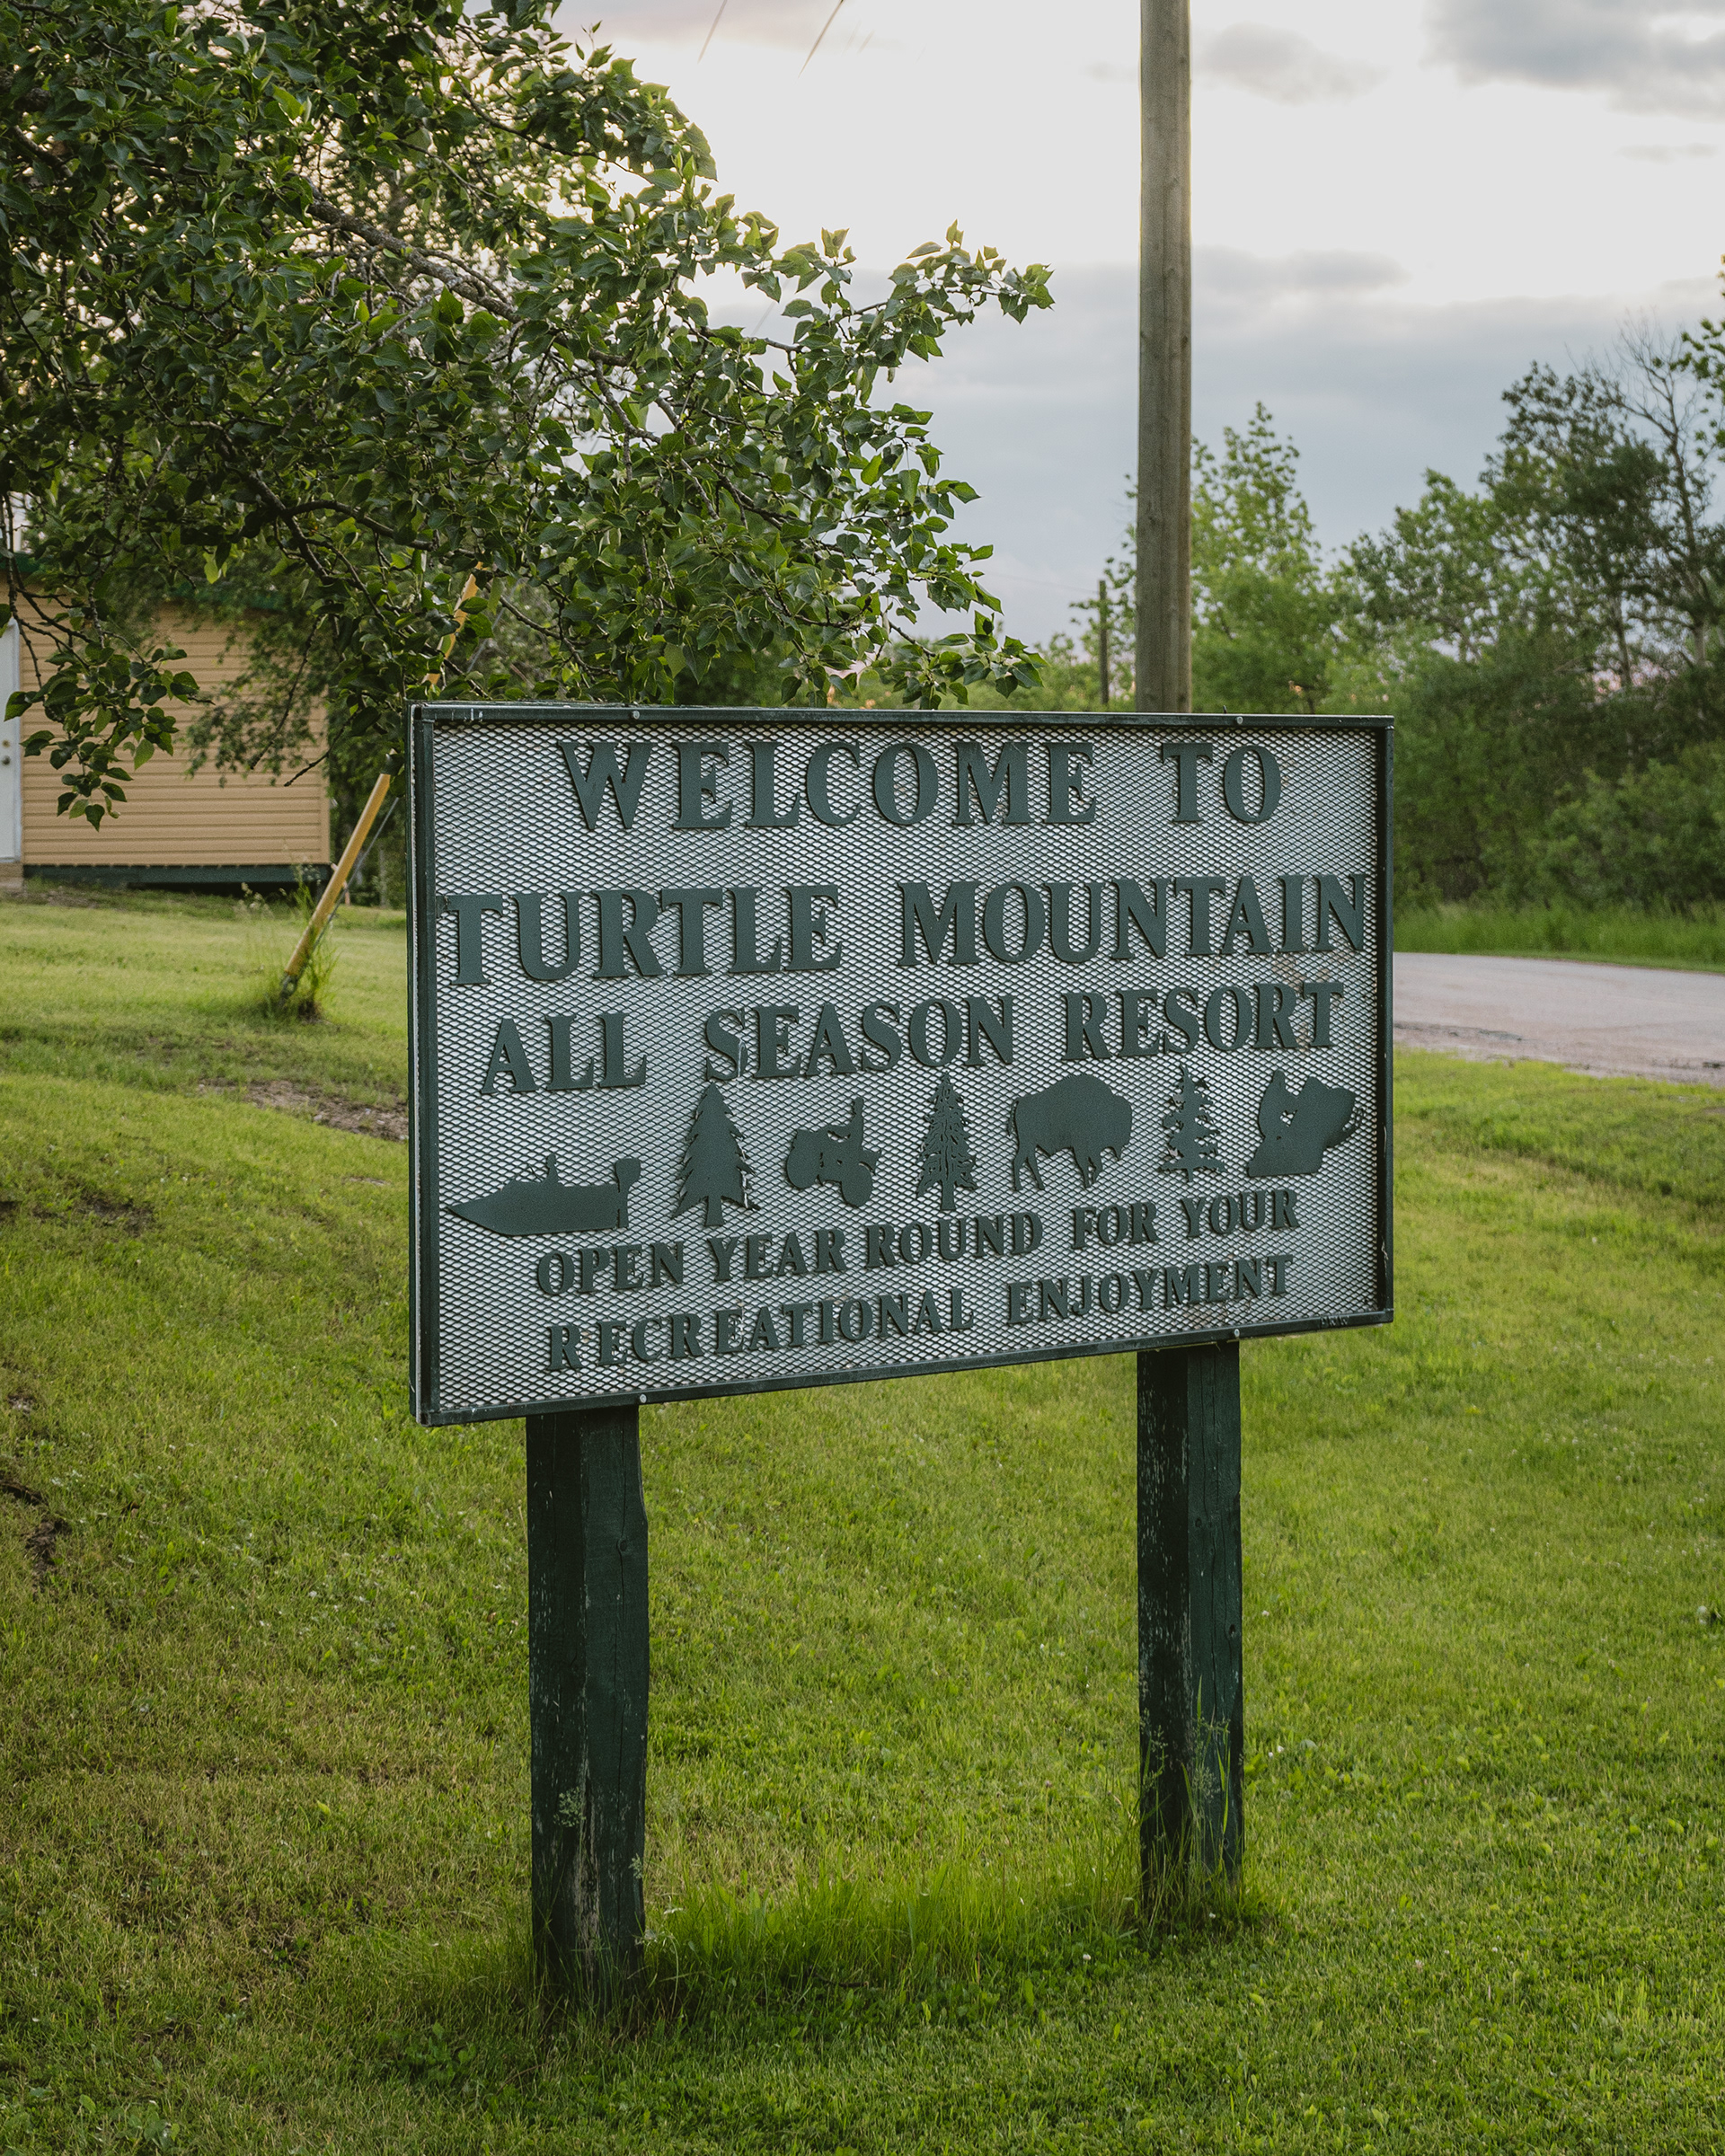 WELCOME TO
TURTLE MOUNTAIN
ALL SEASON RESORT
OPEN YEAR ROUND FOR YOUR
RECREATIONAL ENJOYMENT